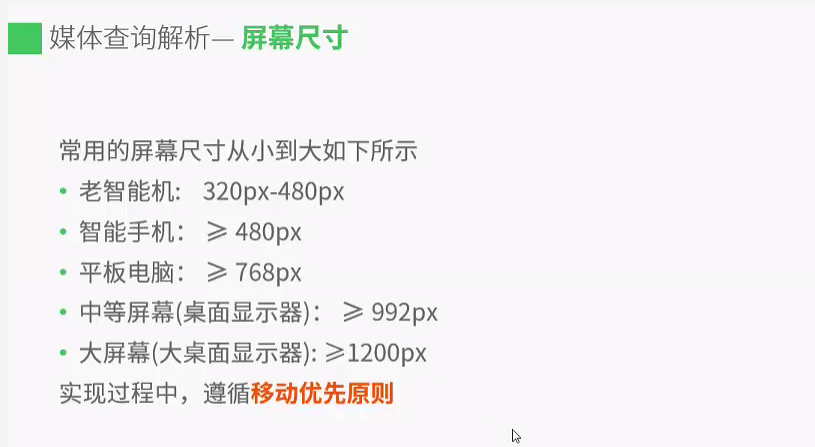 媒体查询解析— 屏幕尺寸
常用的屏幕尺寸从小到大如下所示
• 老智能机: 320px-480px
• 智能手机： ⩾ 480px
• 平板电脑： ⩾ 768px
• 中等屏幕(桌面显示器)： ⩾ 992px
• 大屏幕(大桌面显示器): ⩾1200px
实现过程中，遵循移动优先原则